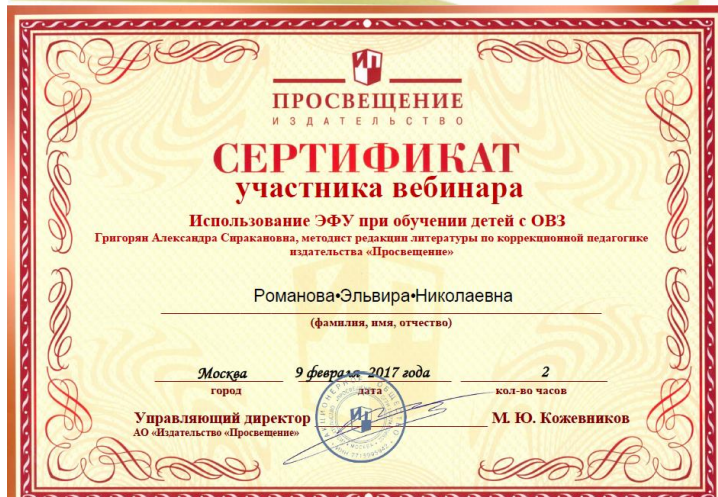 ПРОСВЕЩЕНИЕ
ИЗДАТЕЛЬСТВО
СЕРТИФИКАТ
участника вебинара
Использование ЭФУ при обучении детей с ОВЗ
Григорян Александра Сиракановна, методист редакции литературы по коррекционной педагогике
издательства «Просвещение»
Романова•Эльвира•Николаевна
(фамилия, имя, отчество)
Москва 9 февраля 2017 года 2
город дата кол-во часов
Управляющий директор М. Ю. Кожевников
АО «Издательство «Просвещение»